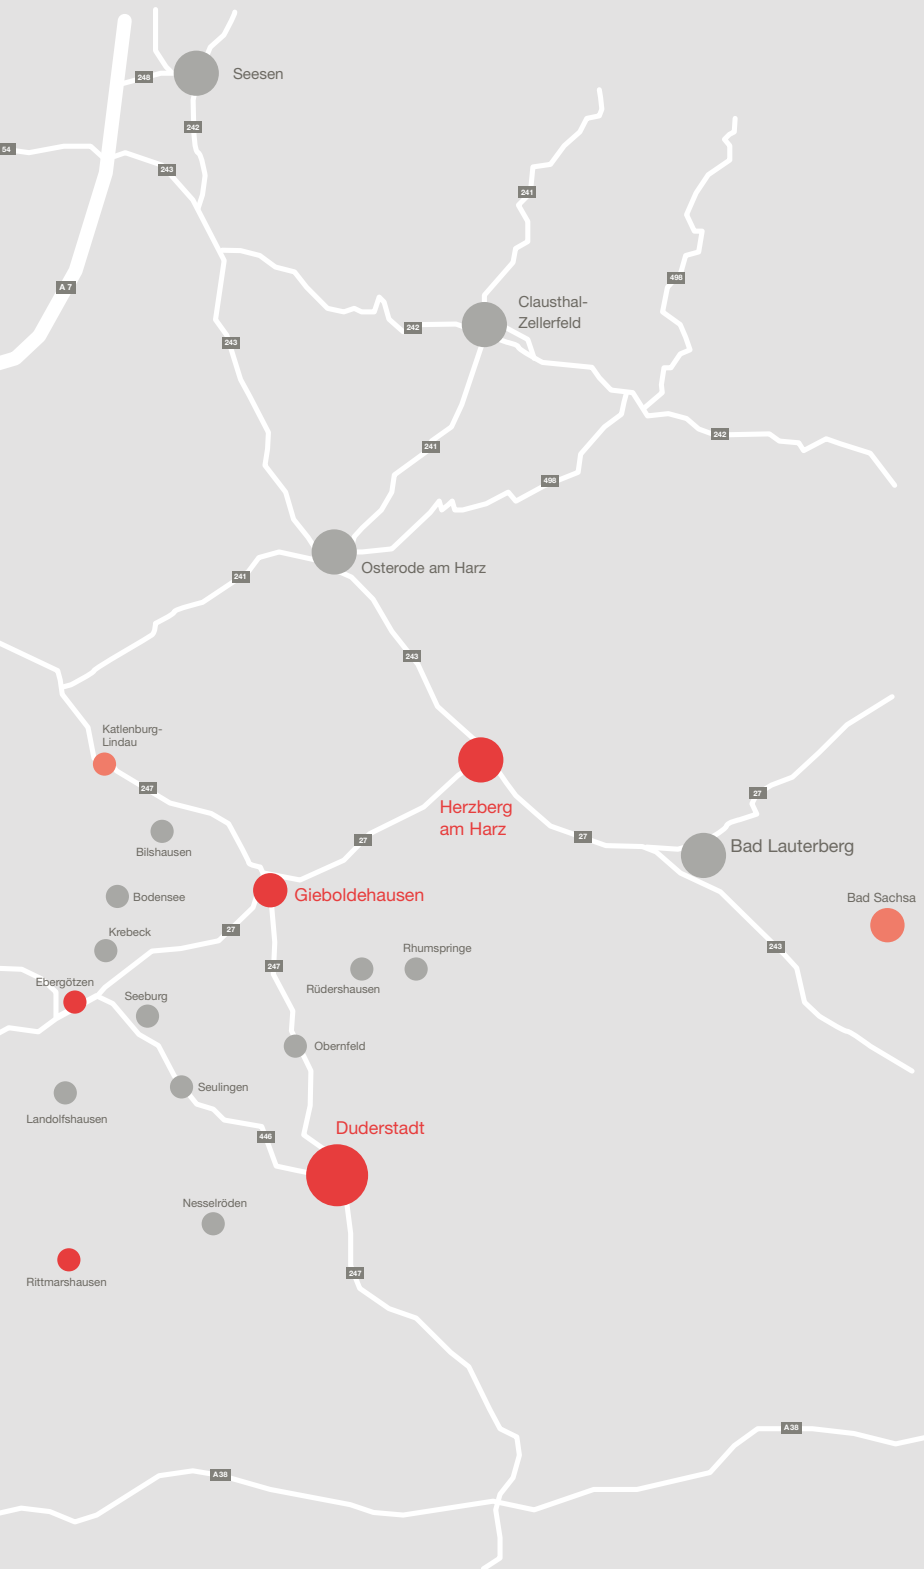 Seesen
248
242
54
243
241
A 7
498
Clausthal-
Zellerfeld
242
243
242
241
498
Osterode am Harz
241
243
Katlenburg-
Lindau
247
27
Herzberg
am Harz
27
27
Bad Lauterberg
Bilshausen
Gieboldehausen
Bodensee
Bad Sachsa
27
Krebeck
243
Rhumspringe
247
Ebergötzen
Rüdershausen
Seeburg
Obernfeld
Seulingen
Landolfshausen
Duderstadt
446
Nesselröden
247
Rittmarshausen
A38
A38